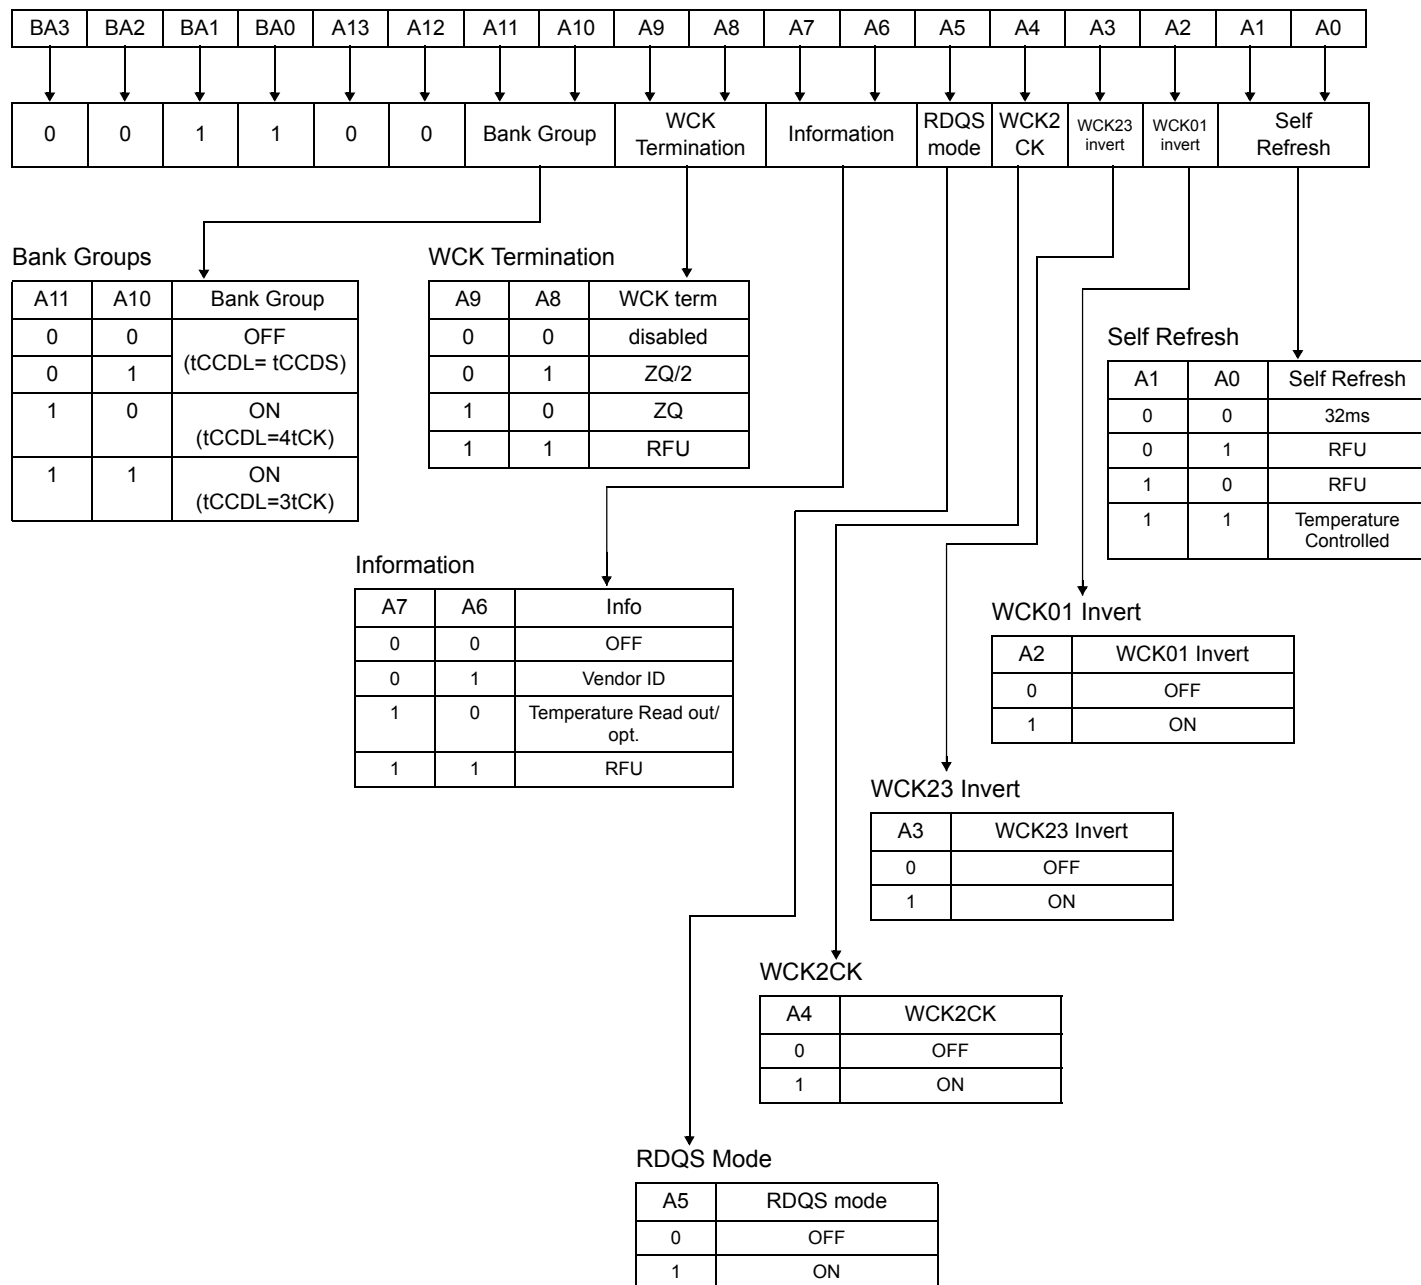 BA3 BA2 BA1 BA0 A13 A12 A11 A10 A9 A8 A7 A6 A5 A4 A3 A2 A1 A0
0 0 1 1 0 0 Bank Group WCK Termination Information RDQS mode WCK2 CK WCK23 invert WCK01 invert Self Refresh
Bank Groups
A11 A10 Bank Group
0 0 OFF
(tCCDL= tCCDS)
0 1
1 0 ON
(tCCDL=4tCK)
1 1 ON
(tCCDL=3tCK)
WCK Termination
A9 A8 WCK term
0 0 disabled
0 1 ZQ/2
1 0 ZQ
1 1 RFU
Self Refresh
A1 A0 Self Refresh
0 0 32ms
0 1 RFU
1 0 RFU
1 1 Temperature
Controlled
Information
A7 A6 Info
0 0 OFF
0 1 Vendor ID
1 0 Temperature Read out/
opt.
1 1 RFU
WCK01 Invert
A2 WCK01 Invert
0 OFF
1 ON
WCK23 Invert
A3 WCK23 Invert
0 OFF
1 ON
WCK2CK
A4 WCK2CK
0 OFF
1 ON
RDQS Mode
A5 RDQS mode
0 OFF
1 ON